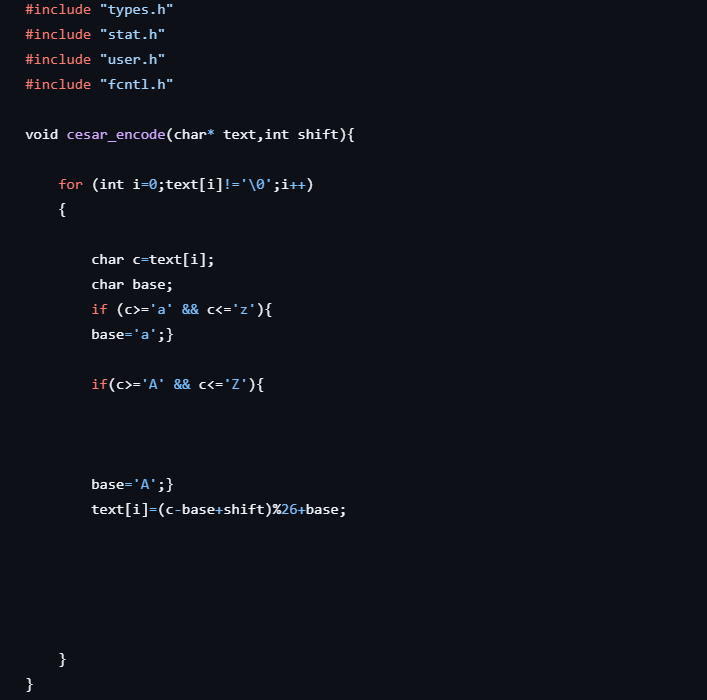 #include "types.h"
#include "stat.h"
#include "user.h"
#include "fcntl.h"
void cesar_encode(char* text,int shift){
for (int i=0;text[i]!='\0';i++)
{
char c=text[i];
char base;
if (c>='a' && c<='z'){
base='a';}
if(c>='A' && c<='Z'){
base='A';}
text[i]=(c-base+shift)%26+base;
}
}